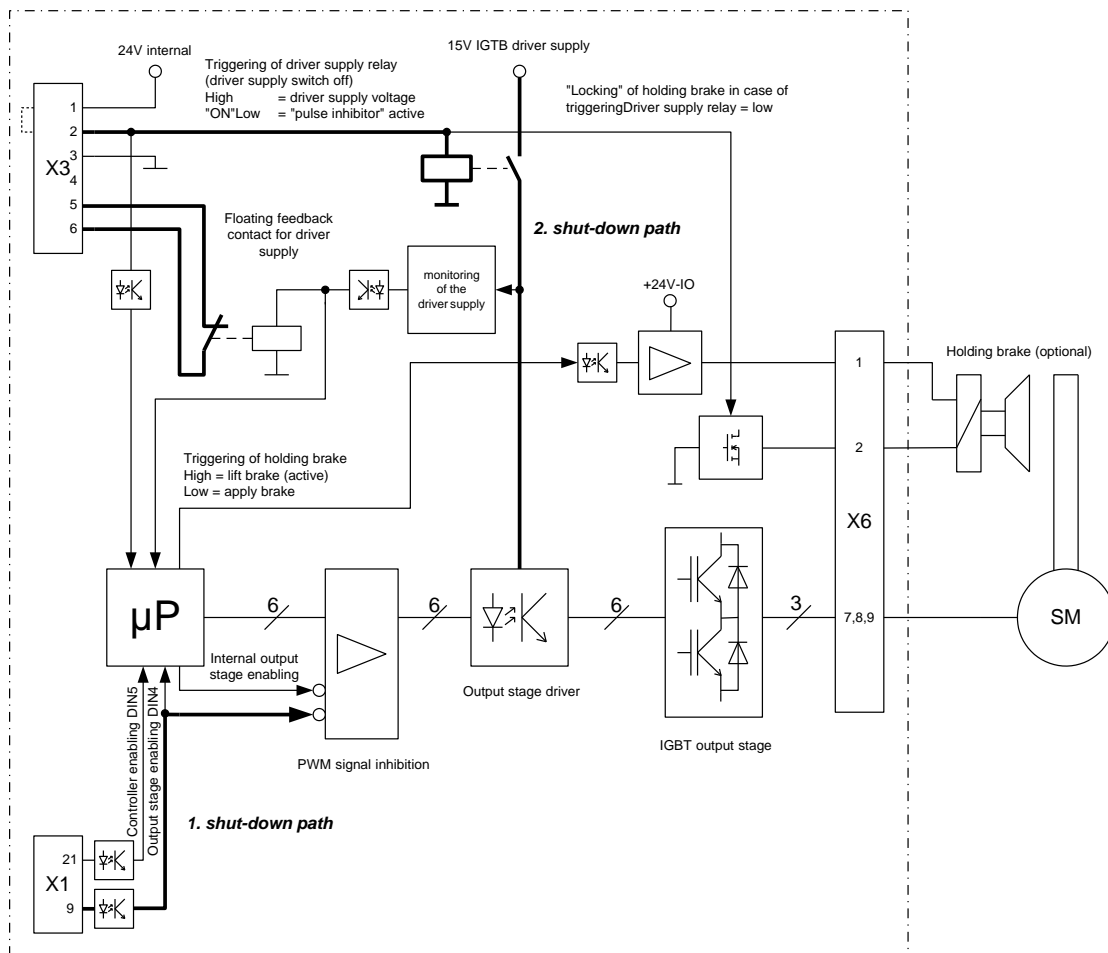 24V internal
15V IGTB driver supply
Triggering of driver supply relay
(driver supply switch off)
High = driver supply voltage
"ON"Low = "pulse inhibitor" active
"Locking" of holding brake in case of
triggeringDriver supply relay = low
1
2
3
4
5
6
X3
Floating feedback
contact for driver
supply
2. shut-down path
monitoring
of the
driver supply
+24V-IO
Holding brake (optional)
1
2
X6
7,8,9
Triggering of holding brake
High = lift brake (active)
Low = apply brake
µP
6
6
6
3
SM
Internal output
stage enabling
Output stage driver
IGBT output stage
PWM signal inhibition
Controller enabling DIN5
Output stage enabling DIN4
1. shut-down path
21
X1
9